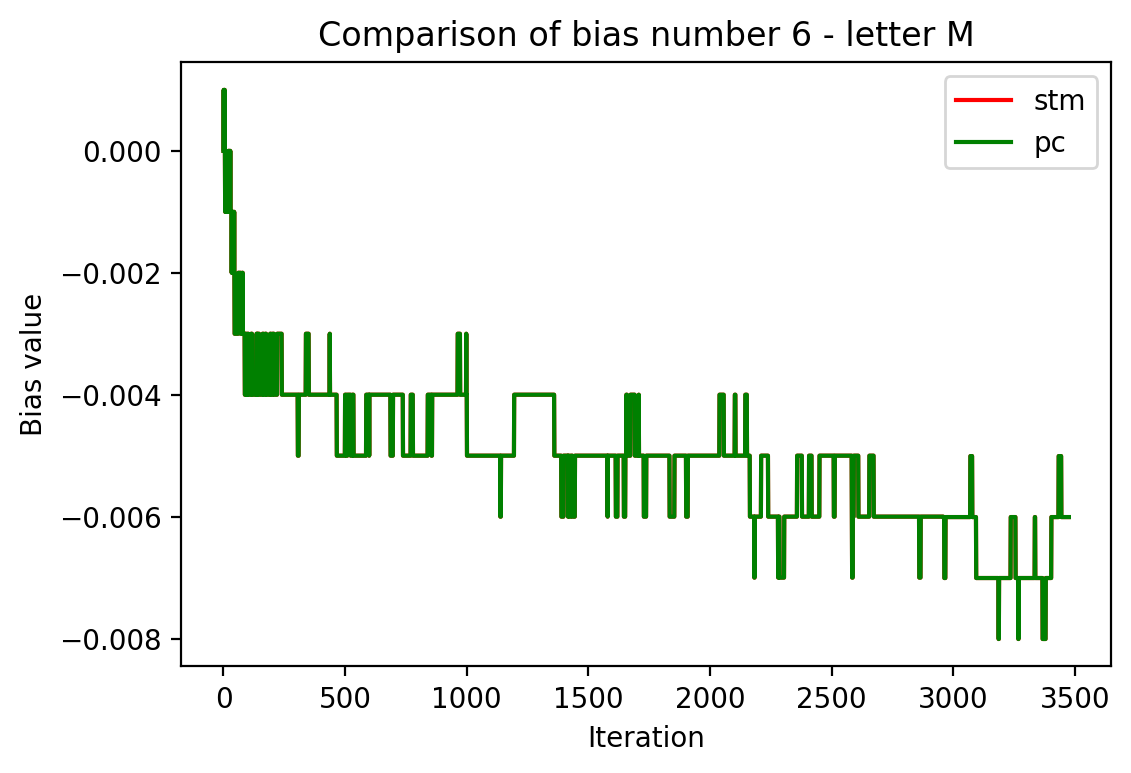 Comparison of bias number 6 - letter M
stm
pc
Bias value
0.000
−0.002
−0.004
−0.006
−0.008
0 500 1000 1500 2000 2500 3000 3500
Iteration